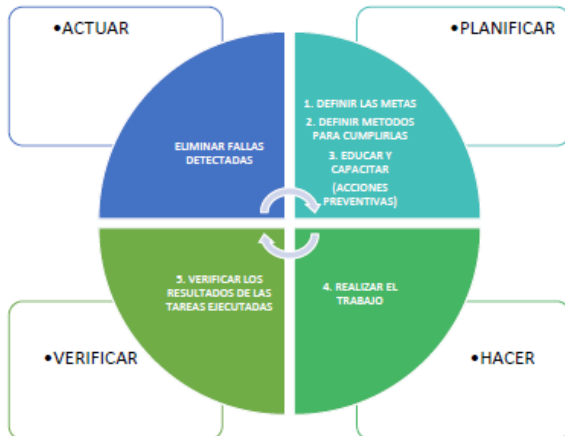 •ACTUAR
•PLANIFICAR
ELIMINAR FALLAS
DETECTADAS
1. DEFINIR LAS METAS
2. DEFINIR METODOS
PARA CUMPLIRLAS
3. EDUCAR Y
CAPACITAR
(ACCIONES
PREVENTIVAS)
5. VERIFICAR LOS
RESULTADOS DE LAS
TAREAS EJECUTADAS
4. REALIZAR EL
TRABAJO
•VERIFICAR
•HACER